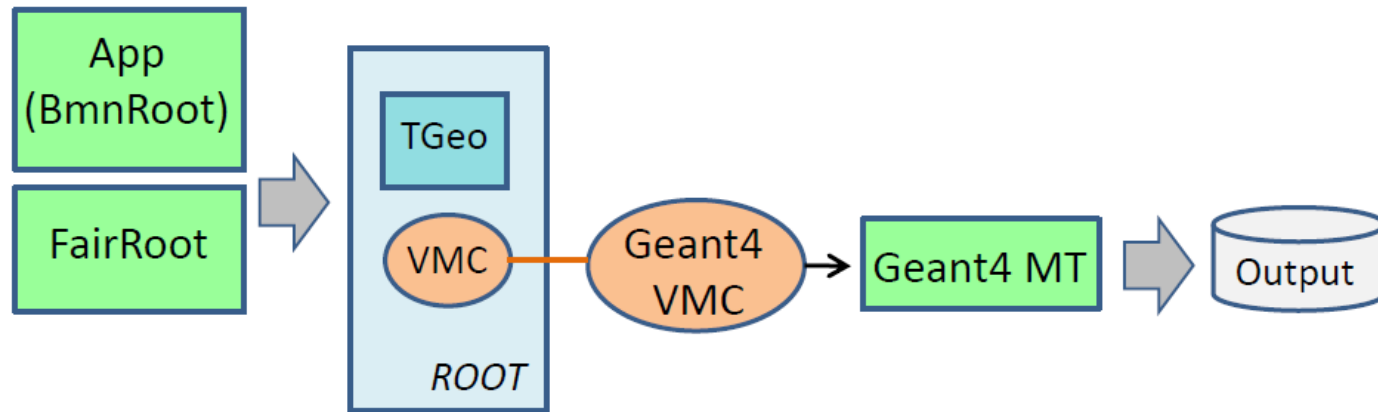 App
(BmnRoot)
FairRoot
TGeo
VMC
ROOT
Geant4
VMC
Geant4 MT
Output